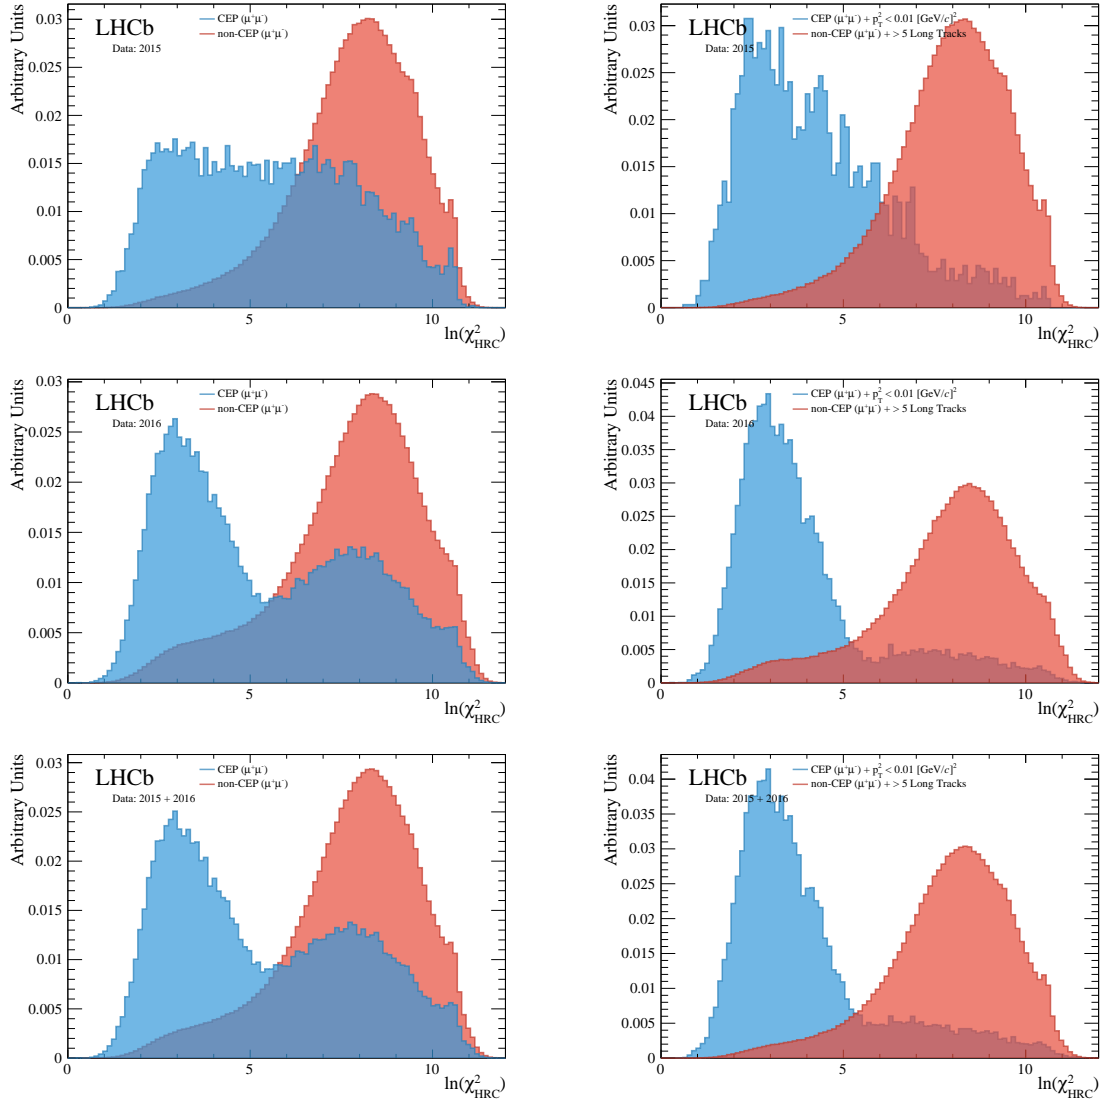 Arbitrary Units
LHCb
Data: 2015
CEP (μ⁺μ⁻)
non-CEP (μ⁺μ⁻)
0.03
0.025
0.02
0.015
0.01
0.005
0
0 5 10
ln(χ²HRC)
Arbitrary Units
LHCb
Data: 2015
CEP (μ⁺μ⁻) + p²T < 0.01 [GeV/c]²
non-CEP (μ⁺μ⁻) + > 5 Long Tracks
0.03
0.025
0.02
0.015
0.01
0.005
0
0 5 10
ln(χ²HRC)
Arbitrary Units
LHCb
Data: 2016
CEP (μ⁺μ⁻)
non-CEP (μ⁺μ⁻)
0.03
0.025
0.02
0.015
0.01
0.005
0
0 5 10
ln(χ²HRC)
Arbitrary Units
LHCb
Data: 2016
CEP (μ⁺μ⁻) + p²T < 0.01 [GeV/c]²
non-CEP (μ⁺μ⁻) + > 5 Long Tracks
0.045
0.04
0.035
0.03
0.025
0.02
0.015
0.01
0.005
0
0 5 10
ln(χ²HRC)
Arbitrary Units
LHCb
Data: 2015 + 2016
CEP (μ⁺μ⁻)
non-CEP (μ⁺μ⁻)
0.03
0.025
0.02
0.015
0.01
0.005
0
0 5 10
ln(χ²HRC)
Arbitrary Units
LHCb
Data: 2015 + 2016
CEP (μ⁺μ⁻) + p²T < 0.01 [GeV/c]²
non-CEP (μ⁺μ⁻) + > 5 Long Tracks
0.04
0.035
0.03
0.025
0.02
0.015
0.01
0.005
0
0 5 10
ln(χ²HRC)